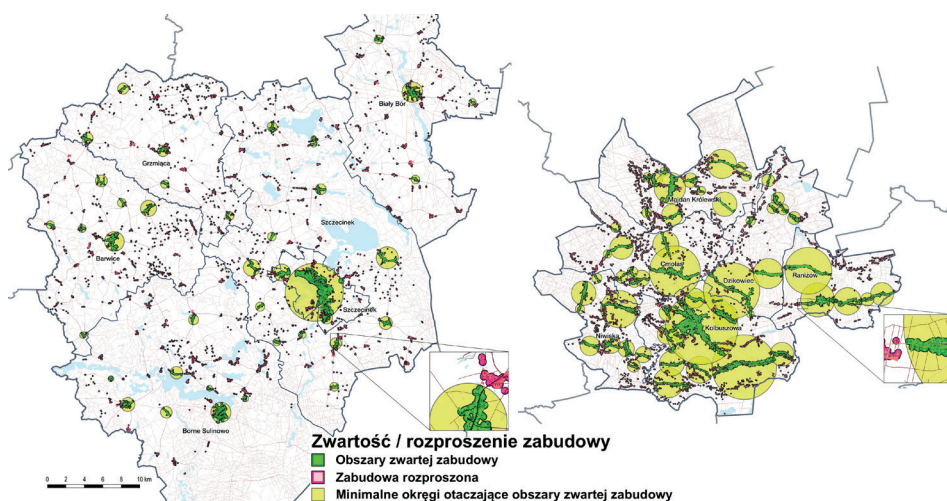 Biały Bór
Grzmiąca
Szczecinek
Barwice
Szczecinek
Borne Sulinowo
0 2 4 6 8 10 km
Majdan Królewski
Cmolas
Dzikowiec
Raniżów
Kolbuszowa
Niwiska
Zwartość / rozproszenie zabudowy
Obszary zwartej zabudowy
Zabudowa rozproszona
Minimalne okręgi otaczające obszary zwartej zabudowy